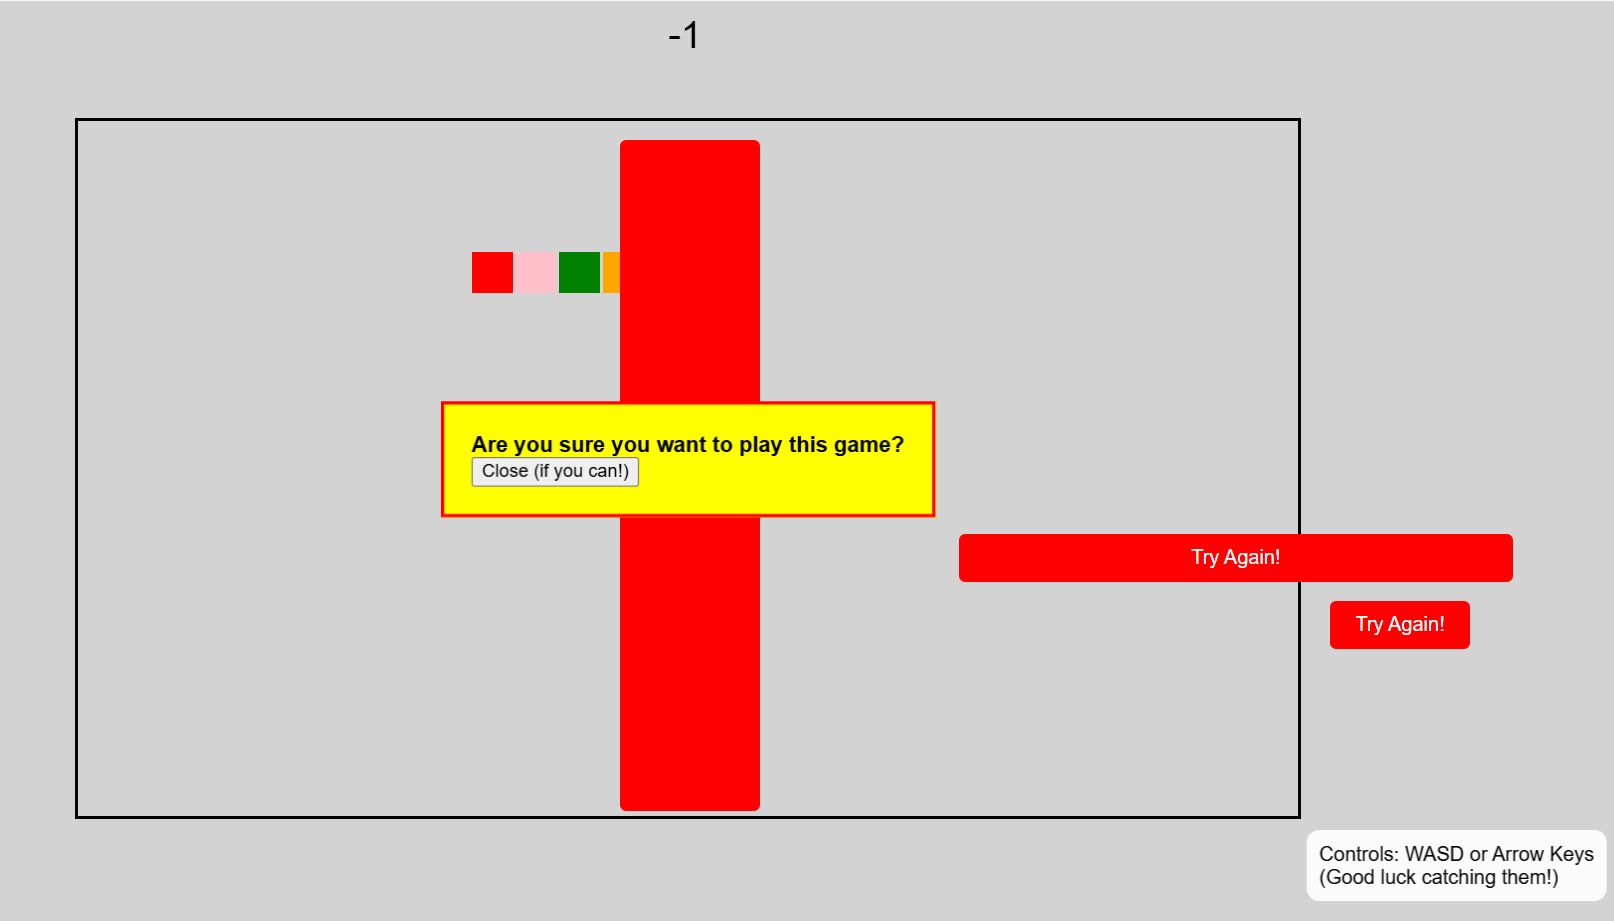 -1
Are you sure you want to play this game?
Close (if you can!)
Try Again!
Try Again!
Controls: WASD or Arrow Keys
(Good luck catching them!)